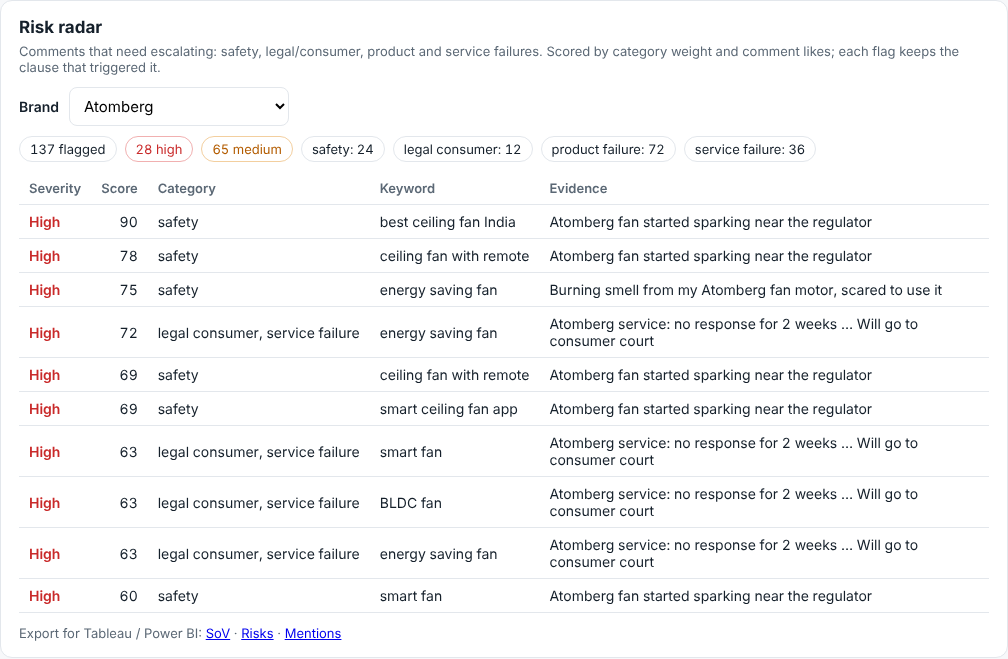 Risk radar
Comments that need escalating: safety, legal/consumer, product and service failures. Scored by category weight and comment likes; each flag keeps the
clause that triggered it.
Brand Atomberg
137 flagged 28 high 65 medium safety: 24 legal consumer: 12 product failure: 72 service failure: 36
Severity Score Category Keyword Evidence
High 90 safety best ceiling fan India Atomberg fan started sparking near the regulator
High 78 safety ceiling fan with remote Atomberg fan started sparking near the regulator
High 75 safety energy saving fan Burning smell from my Atomberg fan motor, scared to use it
High 72 legal consumer, service failure energy saving fan Atomberg service: no response for 2 weeks ... Will go to
consumer court
High 69 safety ceiling fan with remote Atomberg fan started sparking near the regulator
High 69 safety smart ceiling fan app Atomberg fan started sparking near the regulator
High 63 legal consumer, service failure smart fan Atomberg service: no response for 2 weeks ... Will go to
consumer court
High 63 legal consumer, service failure BLDC fan Atomberg service: no response for 2 weeks ... Will go to
consumer court
High 63 legal consumer, service failure energy saving fan Atomberg service: no response for 2 weeks ... Will go to
consumer court
High 60 safety smart fan Atomberg fan started sparking near the regulator
Export for Tableau / Power BI: SoV · Risks · Mentions